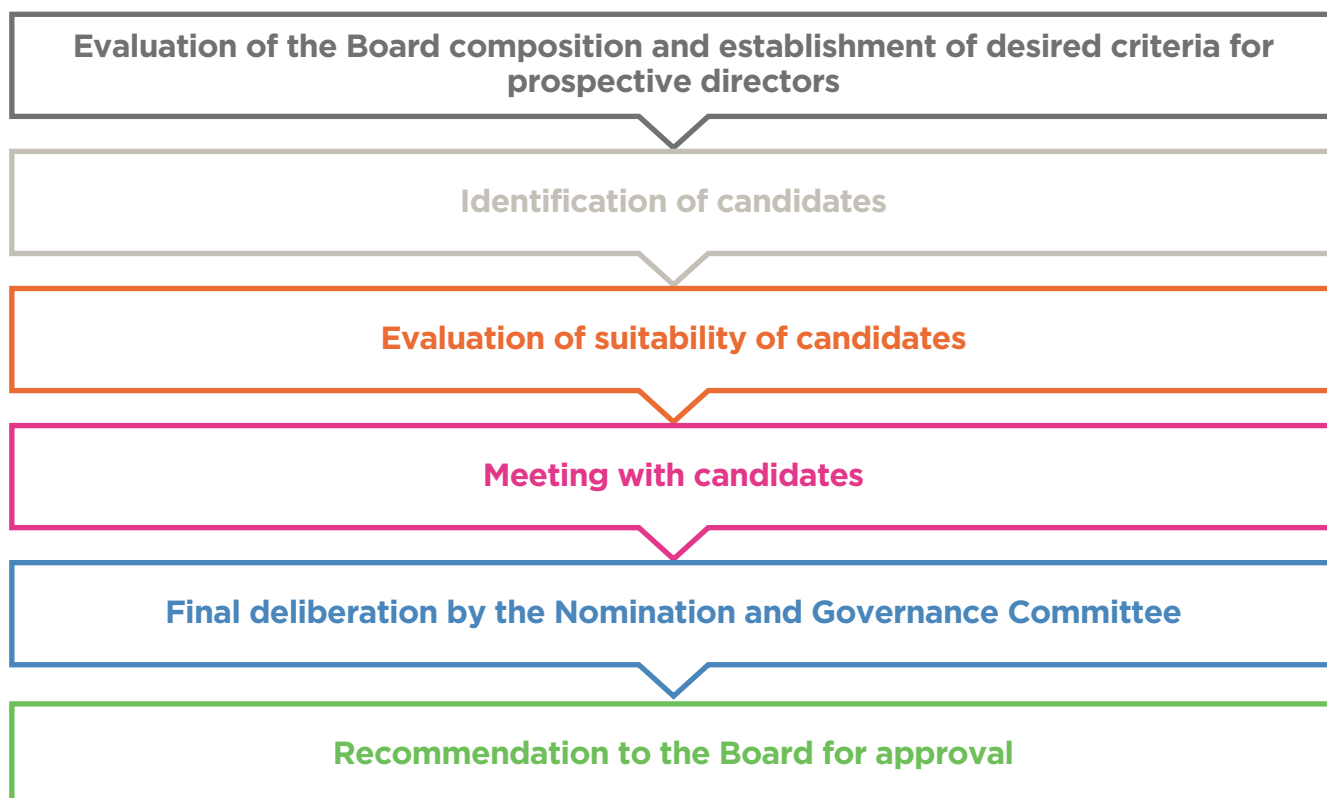 Evaluation of the Board composition and establishment of desired criteria for
prospective directors
Identification of candidates
Evaluation of suitability of candidates
Meeting with candidates
Final deliberation by the Nomination and Governance Committee
Recommendation to the Board for approval